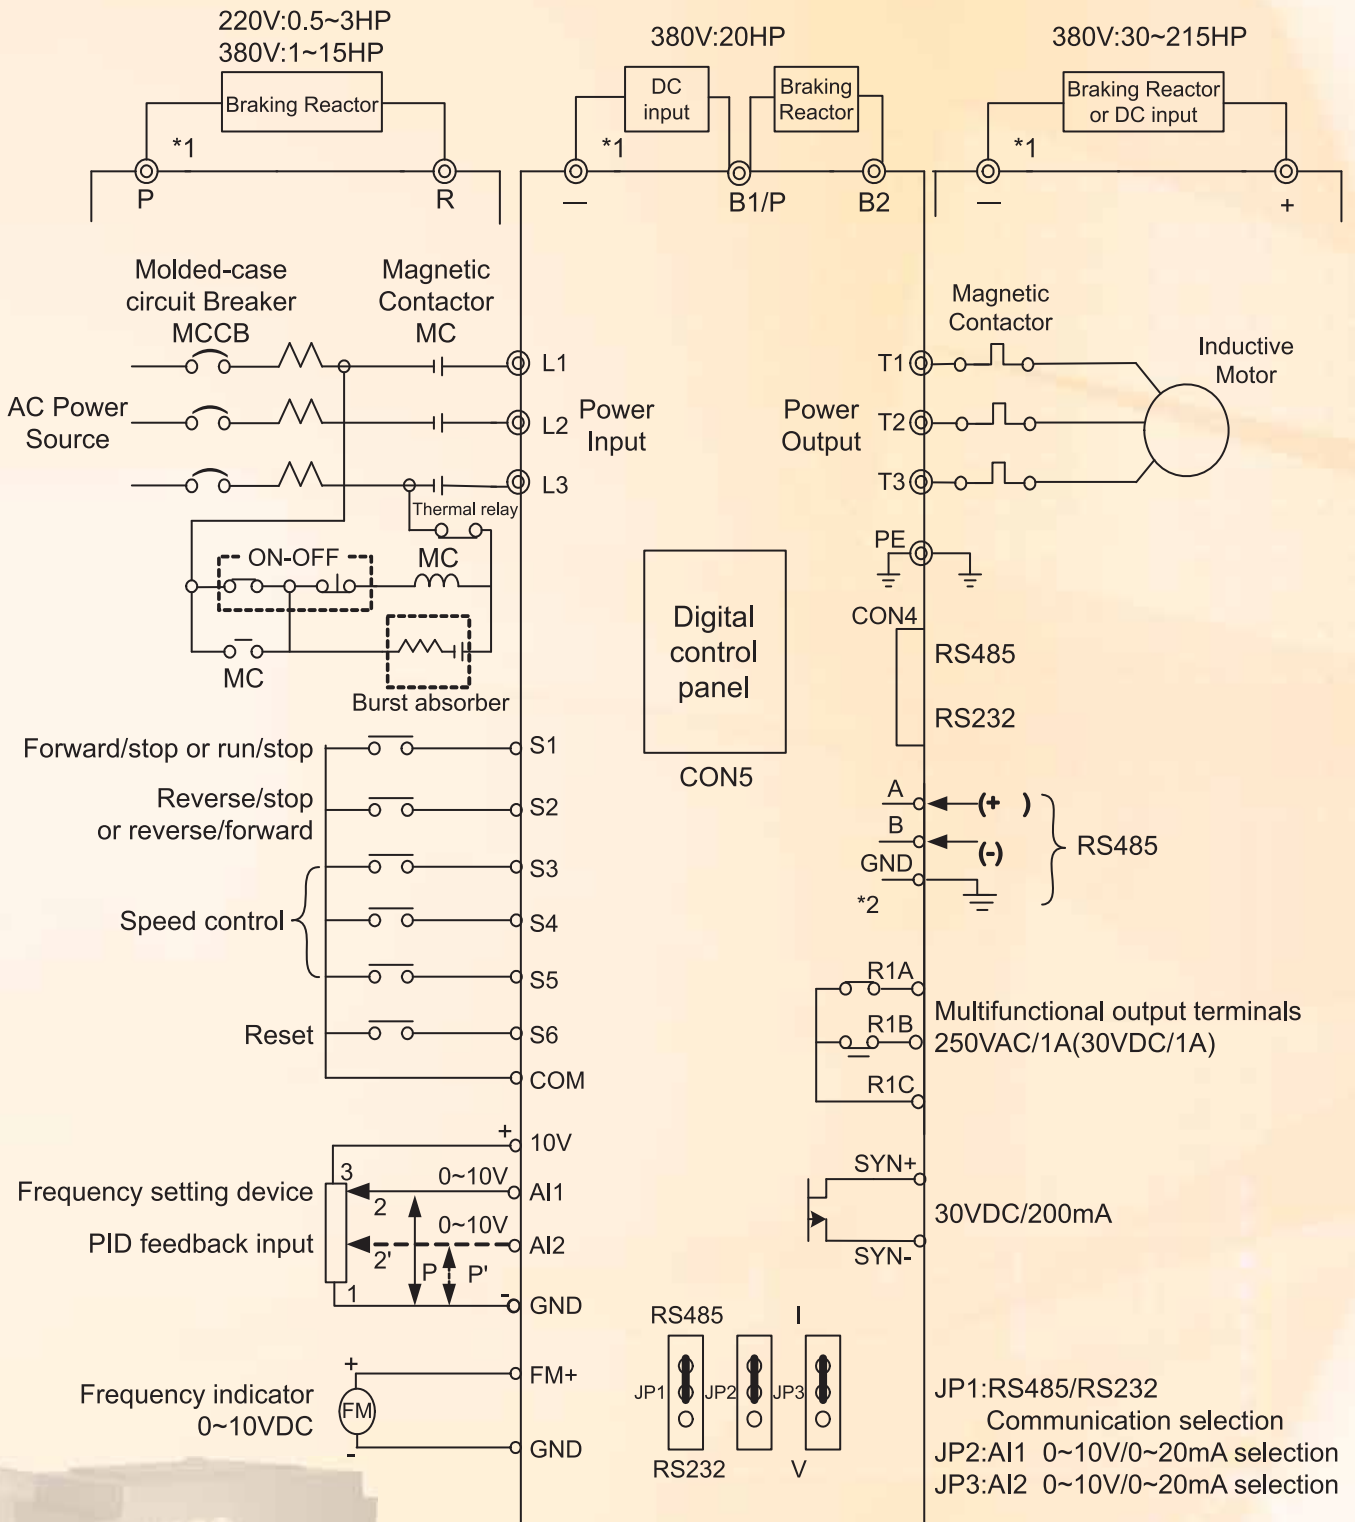 220V:0.5~3HP
380V:1~15HP
380V:20HP
380V:30~215HP
Braking Reactor
DC
input
Braking
Reactor
Braking Reactor
or DC input
*1
*1
*1
P
R
—
B1/P
B2
—
+
Molded-case
circuit Breaker
MCCB
Magnetic
Contactor
MC
Magnetic
Contactor
Inductive
Motor
AC Power
Source
L1
L2
L3
Power
Input
Power
Output
T1
T2
T3
Thermal relay
ON-OFF
MC
MC
Burst absorber
PE
Digital
control
panel
CON5
CON4
RS485
RS232
Forward/stop or run/stop
S1
Reverse/stop
or reverse/forward
S2
S3
Speed control
S4
S5
Reset
S6
COM
A
(+ )
B
(-)
GND
*2
RS485
R1A
R1B
R1C
Multifunctional output terminals
250VAC/1A(30VDC/1A)
+
10V
3
0~10V
Frequency setting device
2
AI1
0~10V
PID feedback input
2'
AI2
P
P'
1
-
GND
SYN+
30VDC/200mA
SYN-
+
FM+
Frequency indicator
0~10VDC
FM
-
GND
RS485
I
JP1
JP2
JP3
RS232
V
JP1:RS485/RS232
Communication selection
JP2:AI1 0~10V/0~20mA selection
JP3:AI2 0~10V/0~20mA selection